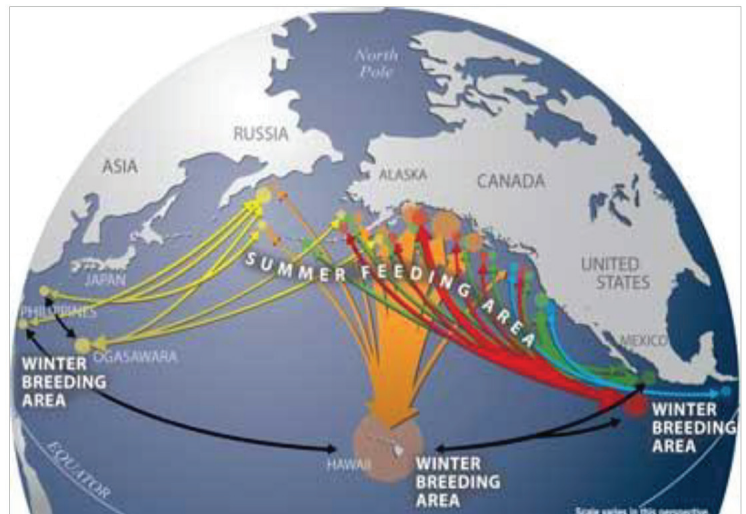 North
Pole
RUSSIA
ASIA
ALASKA
CANADA
SUMMER FEEDING AREA
UNITED
STATES
JAPAN
PHILIPPINES
OGASAWARA
MEXICO
WINTER
BREEDING
AREA
WINTER
BREEDING
AREA
HAWAII
WINTER
BREEDING
AREA
EQUATOR
Scale varies in this perspective